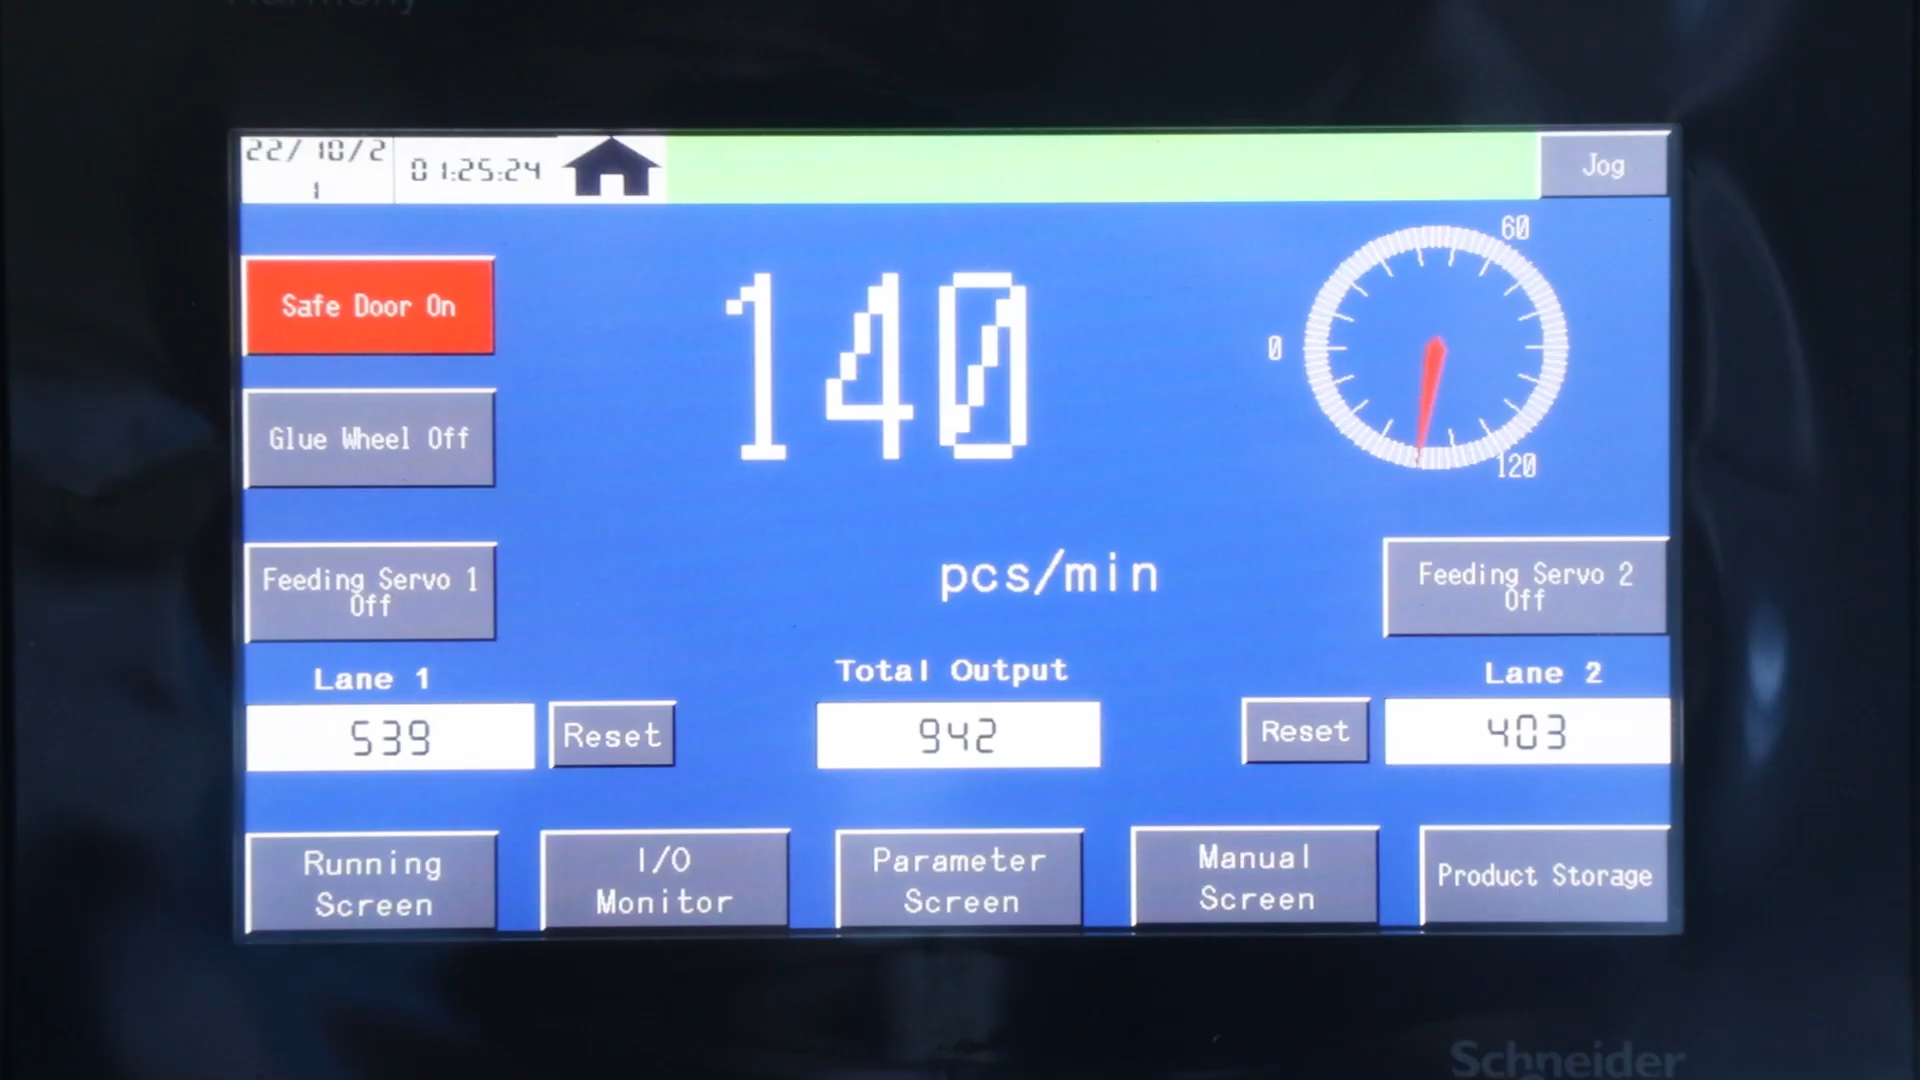 Harmony
22/10/2
1
01:25:24
Jog
60
Safe Door On
140
0
Glue Wheel Off
120
pcs/min
Feeding Servo 1
Off
Feeding Servo 2
Off
Lane 1
Total Output
Lane 2
539
Reset
942
Reset
403
Running
Screen
I/O
Monitor
Parameter
Screen
Manual
Screen
Product Storage
Schneider